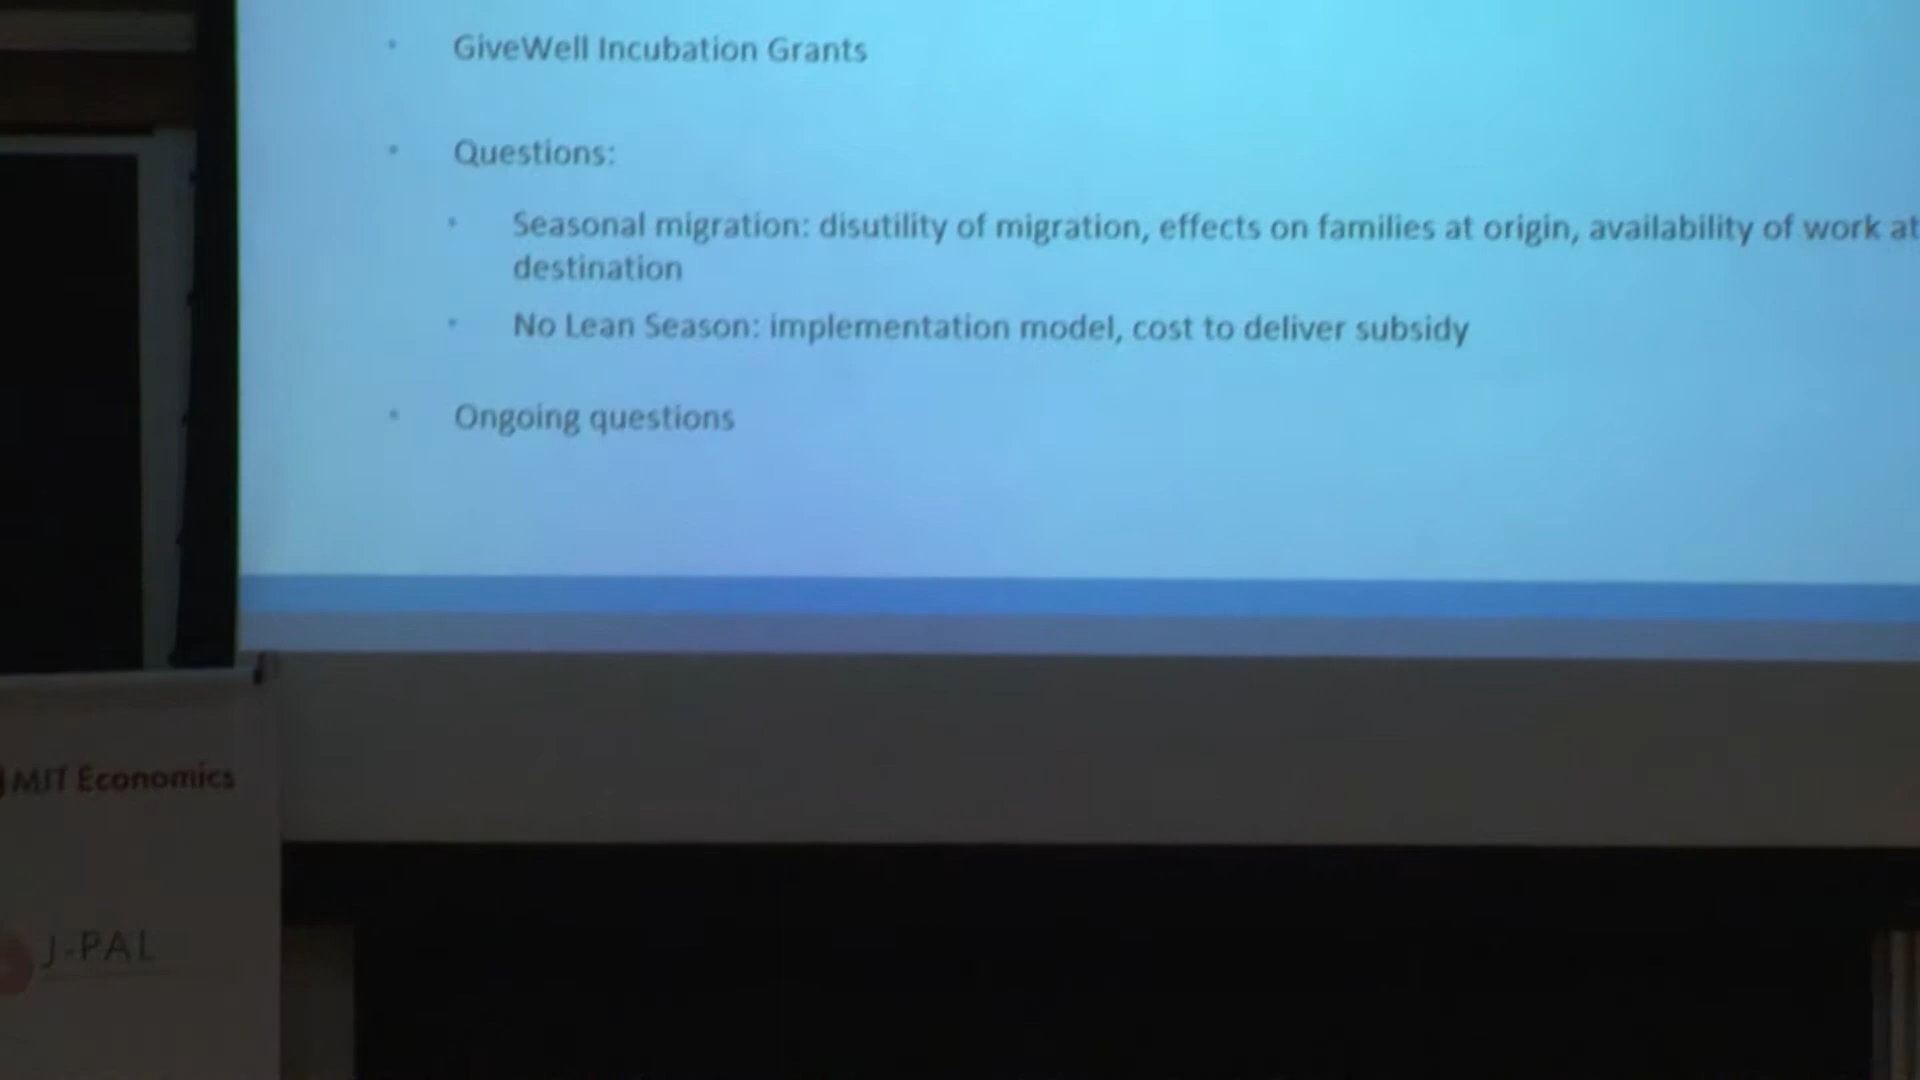 GiveWell Incubation Grants
Questions:
Seasonal migration: disutility of migration, effects on families at origin, availability of work at
destination
No Lean Season: implementation model, cost to deliver subsidy
Ongoing questions
MIT Economics
J-PAL